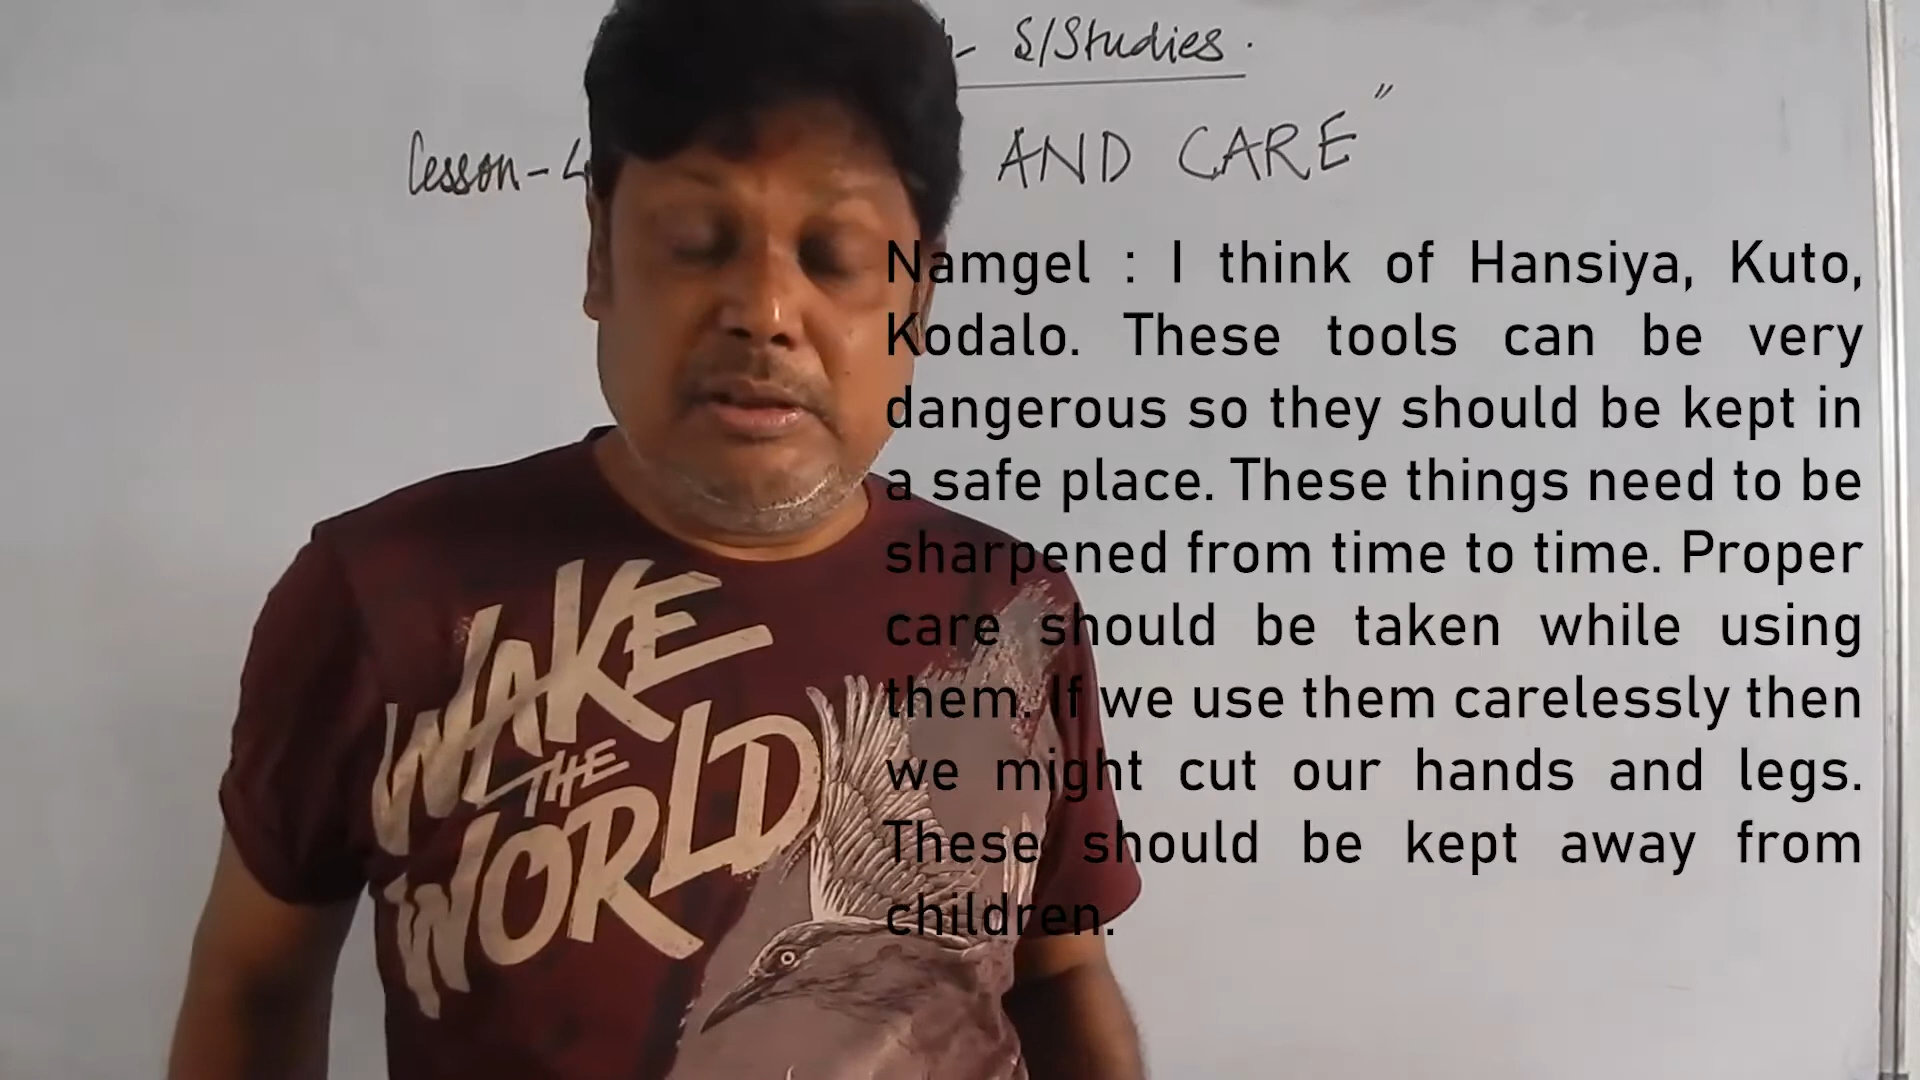 S/Studies.
Lesson - 4
AND CARE"
Namgel : I think of Hansiya, Kuto,
Kodalo. These tools can be very
dangerous so they should be kept in
a safe place. These things need to be
sharpened from time to time. Proper
care should be taken while using
them. If we use them carelessly then
we might cut our hands and legs.
These should be kept away from
children.
WAKE
THE
WORLD